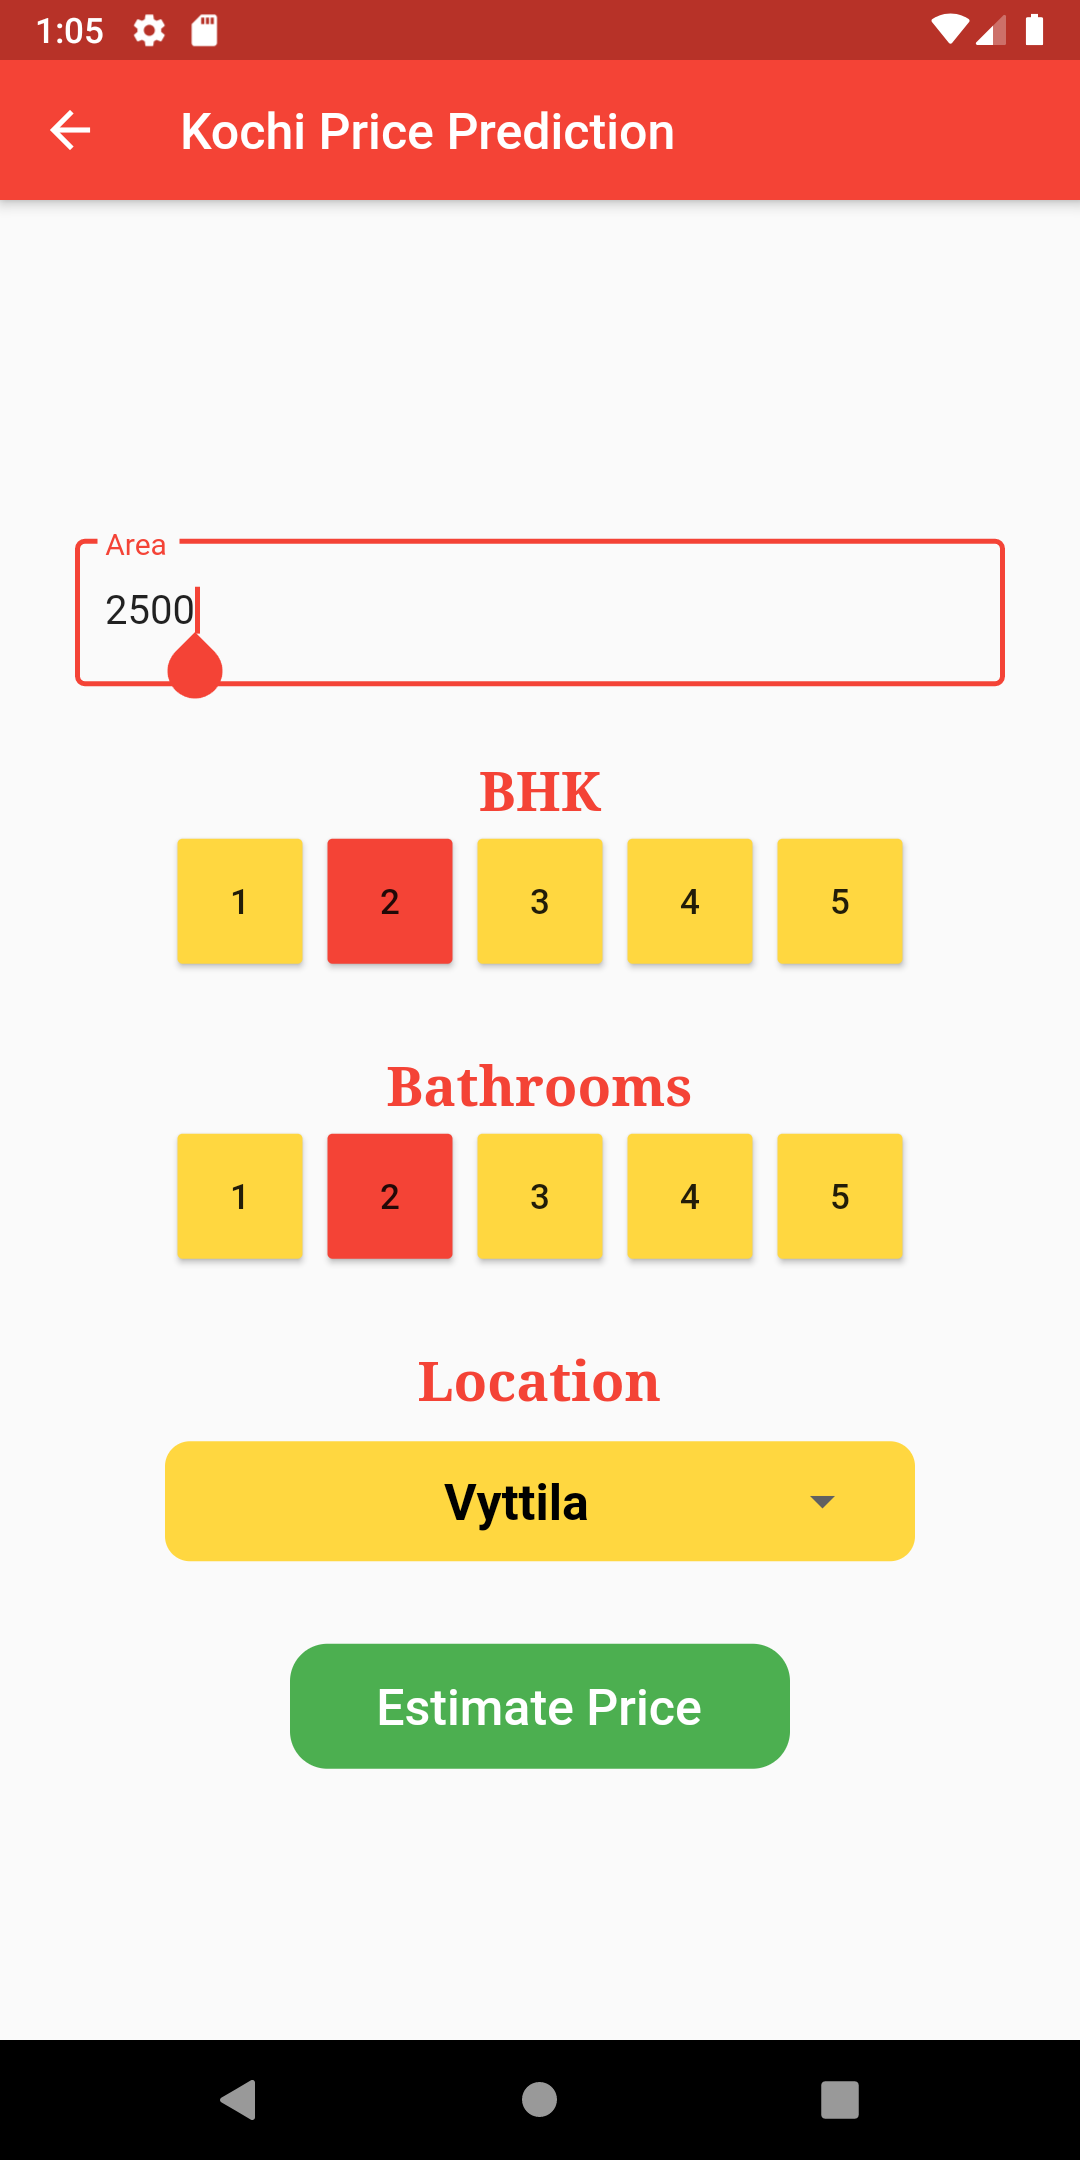 1:05
Kochi Price Prediction
Area
2500
BHK
1 2 3 4 5
Bathrooms
1 2 3 4 5
Location
Vyttila
Estimate Price